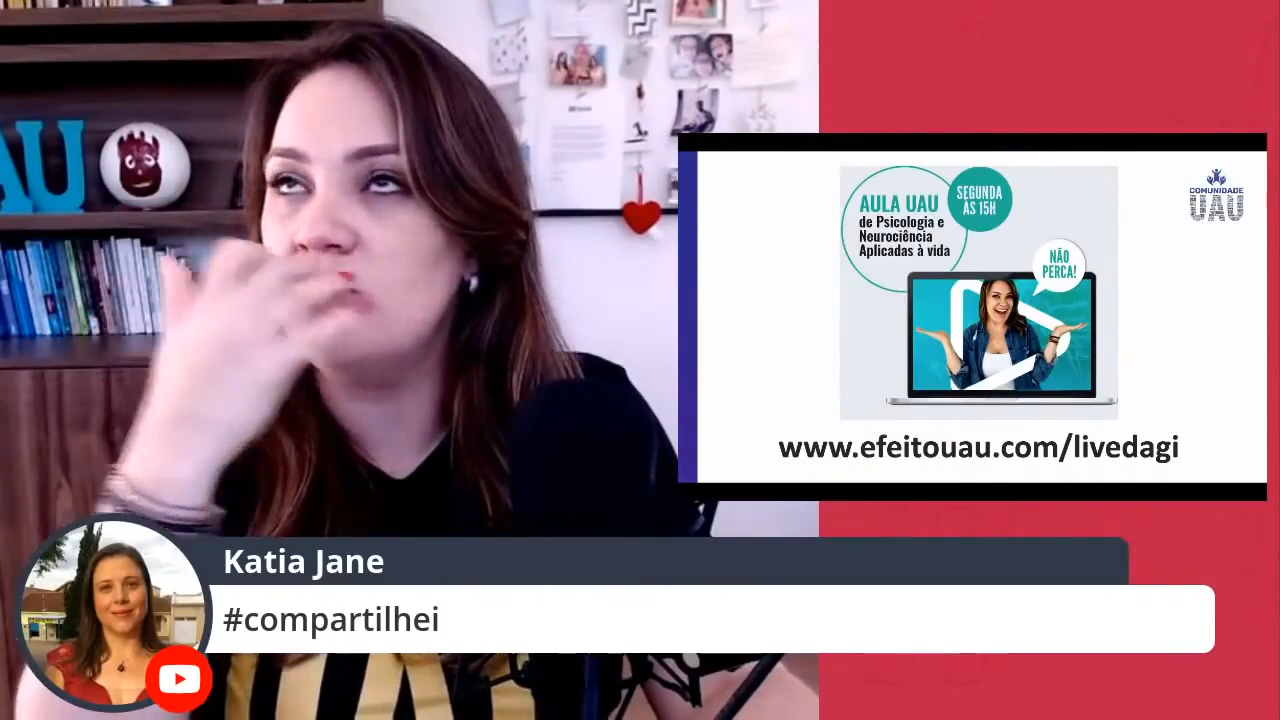 AU
AULA UAU
de Psicologia e
Neurociência
Aplicadas à vida
SEGUNDA
ÀS 15H
NÃO
PERCA!
COMUNIDADE
UAU
www.efeitouau.com/livedagi
Katia Jane
#compartilhei